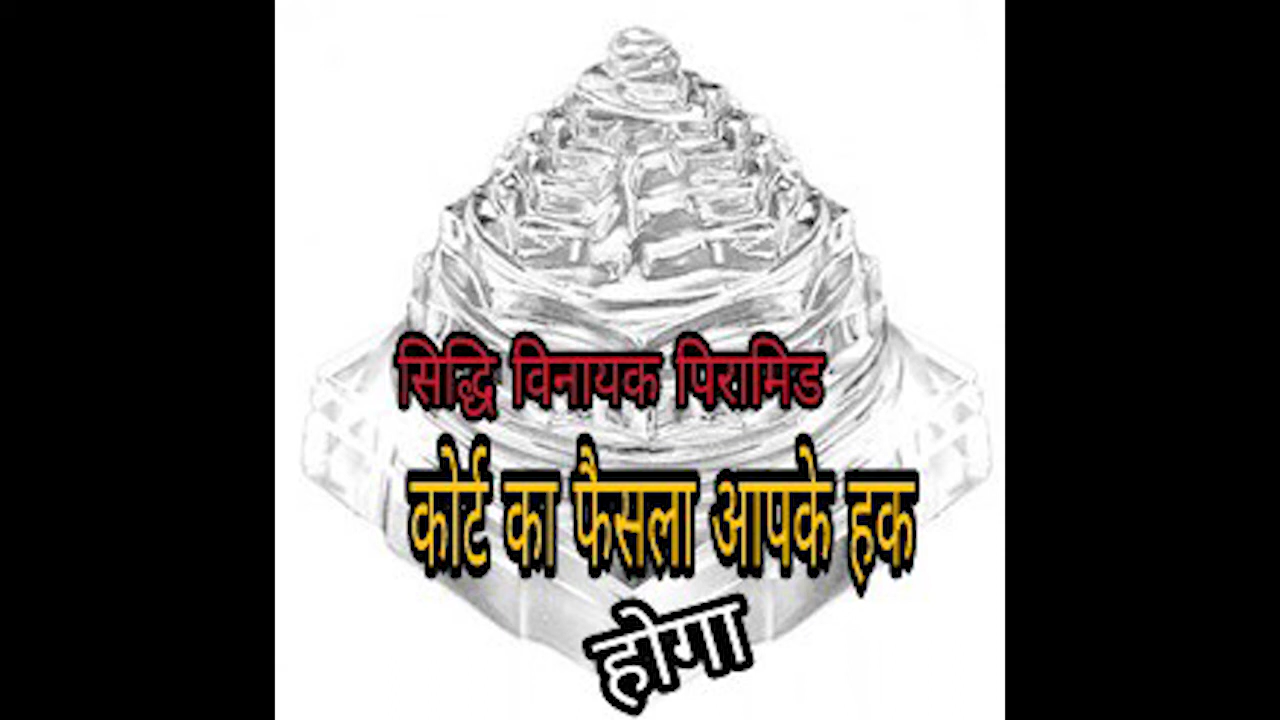 सिद्धि विनायक पिरामिड
कोर्ट का फैसला आपके हक
होगा